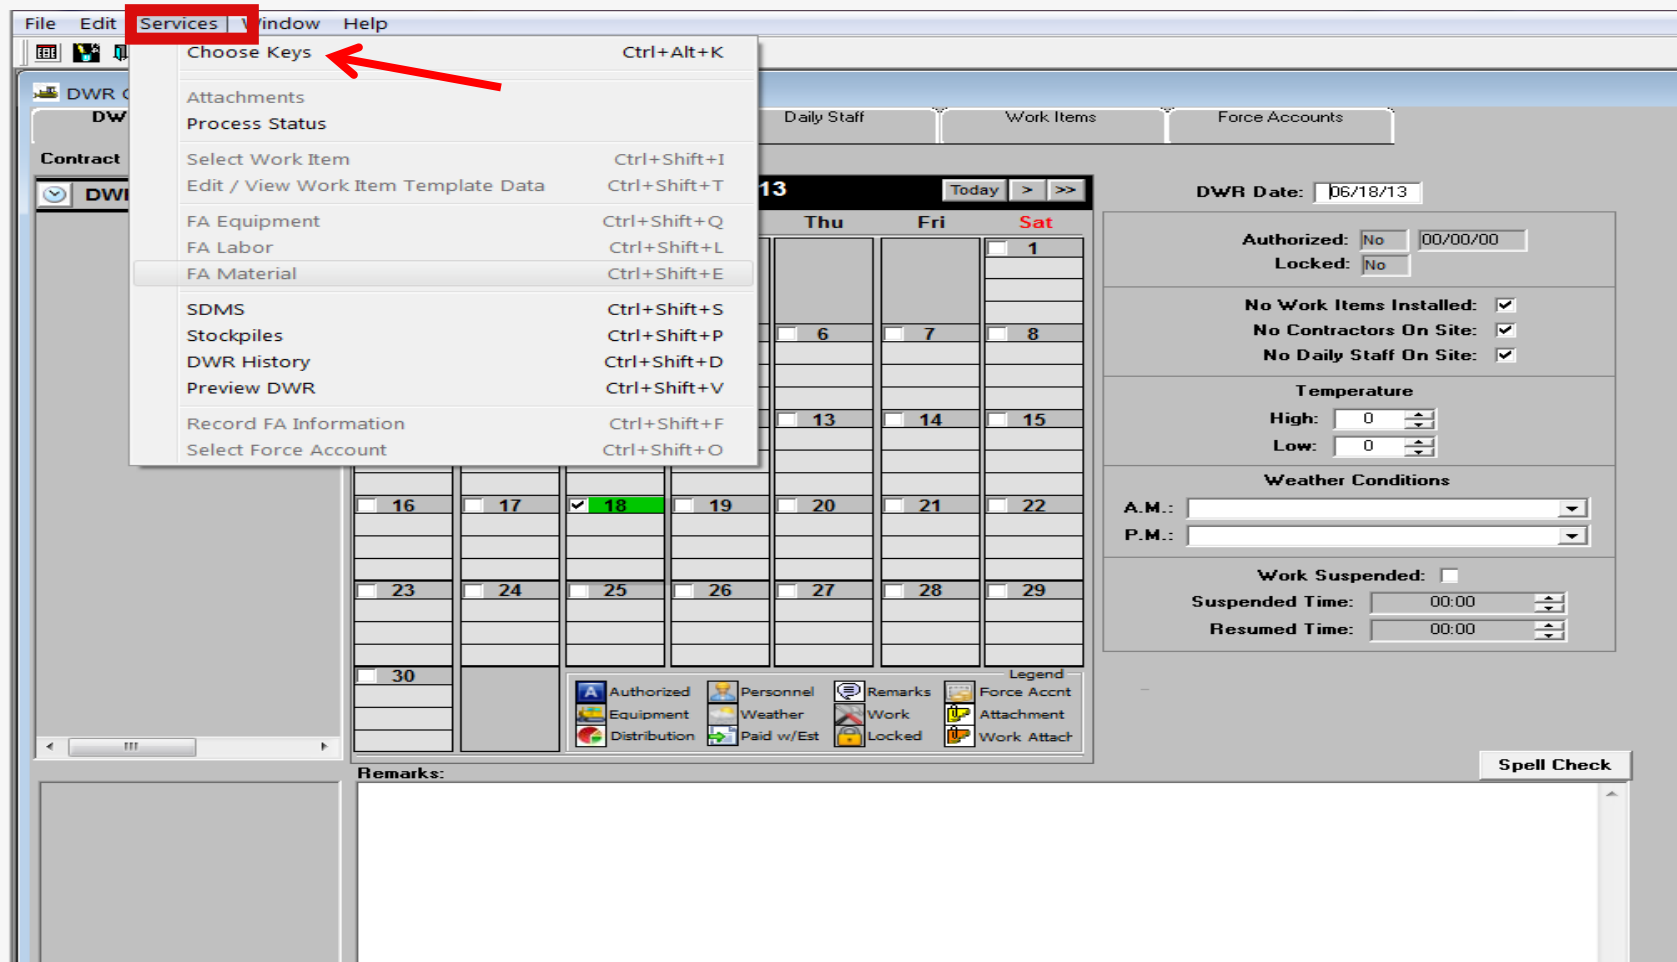 File Edit Services Window Help
Choose Keys Ctrl+Alt+K
Attachments
Process Status
Select Work Item Ctrl+Shift+I
Edit / View Work Item Template Data Ctrl+Shift+T
FA Equipment Ctrl+Shift+Q
FA Labor Ctrl+Shift+L
FA Material Ctrl+Shift+E
SDMS Ctrl+Shift+S
Stockpiles Ctrl+Shift+P
DWR History Ctrl+Shift+D
Preview DWR Ctrl+Shift+V
Record FA Information Ctrl+Shift+F
Select Force Account Ctrl+Shift+O
DWR
DW Daily Staff Work Items Force Accounts
Contract
DW 13 Today > >>
Thu Fri Sat
1
6 7 8
13 14 15
16 17 18 19 20 21 22
23 24 25 26 27 28 29
30
Legend
Authorized Personnel Remarks Force Accnt
Equipment Weather Work Attachment
Distribution Paid w/Est Locked Work Attach
DWR Date: 06/18/13
Authorized: No 00/00/00
Locked: No
No Work Items Installed:
No Contractors On Site:
No Daily Staff On Site:
Temperature
High: 0
Low: 0
Weather Conditions
A.M.:
P.M.:
Work Suspended:
Suspended Time: 00:00
Resumed Time: 00:00
Remarks:
Spell Check